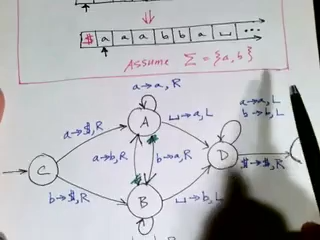 $ a a a b b a ⎵ ...
Assume Σ = {a, b}
a→a, R
a→$,R
A
⎵→a,L
a→a,L
b→b,L
a→b,R
b→a,R
C
D
$→$,R
b→$,R
⎵→b,L
B